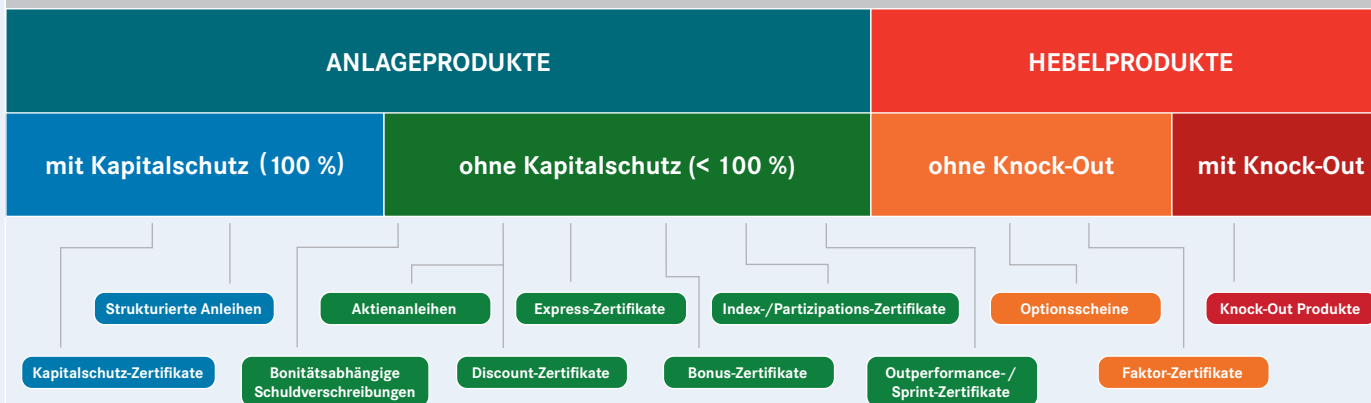 ANLAGEPRODUKTE
HEBELPRODUKTE
mit Kapitalschutz (100 %)
ohne Kapitalschutz (< 100 %)
ohne Knock-Out
mit Knock-Out
Strukturierte Anleihen
Aktienanleihen
Express-Zertifikate
Index-/Partizipations-Zertifikate
Optionsscheine
Knock-Out Produkte
Kapitalschutz-Zertifikate
Bonitätsabhängige
Schuldverschreibungen
Discount-Zertifikate
Bonus-Zertifikate
Outperformance-/
Sprint-Zertifikate
Faktor-Zertifikate